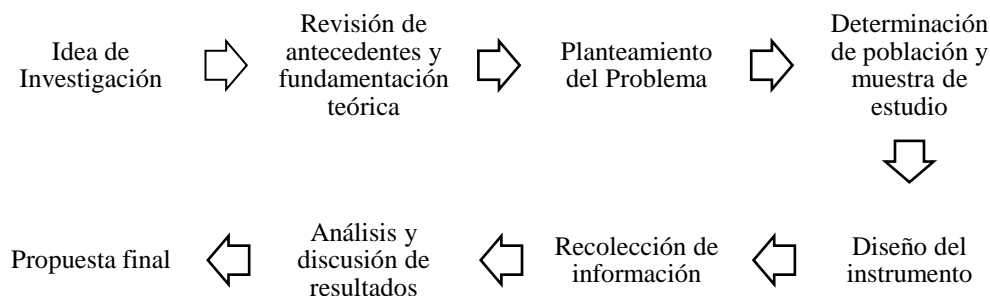 Idea de
Investigación
Revisión de
antecedentes y
fundamentación
teórica
Planteamiento
del Problema
Determinación
de población y
muestra de
estudio
Diseño del
instrumento
Recolección de
información
Análisis y
discusión de
resultados
Propuesta final